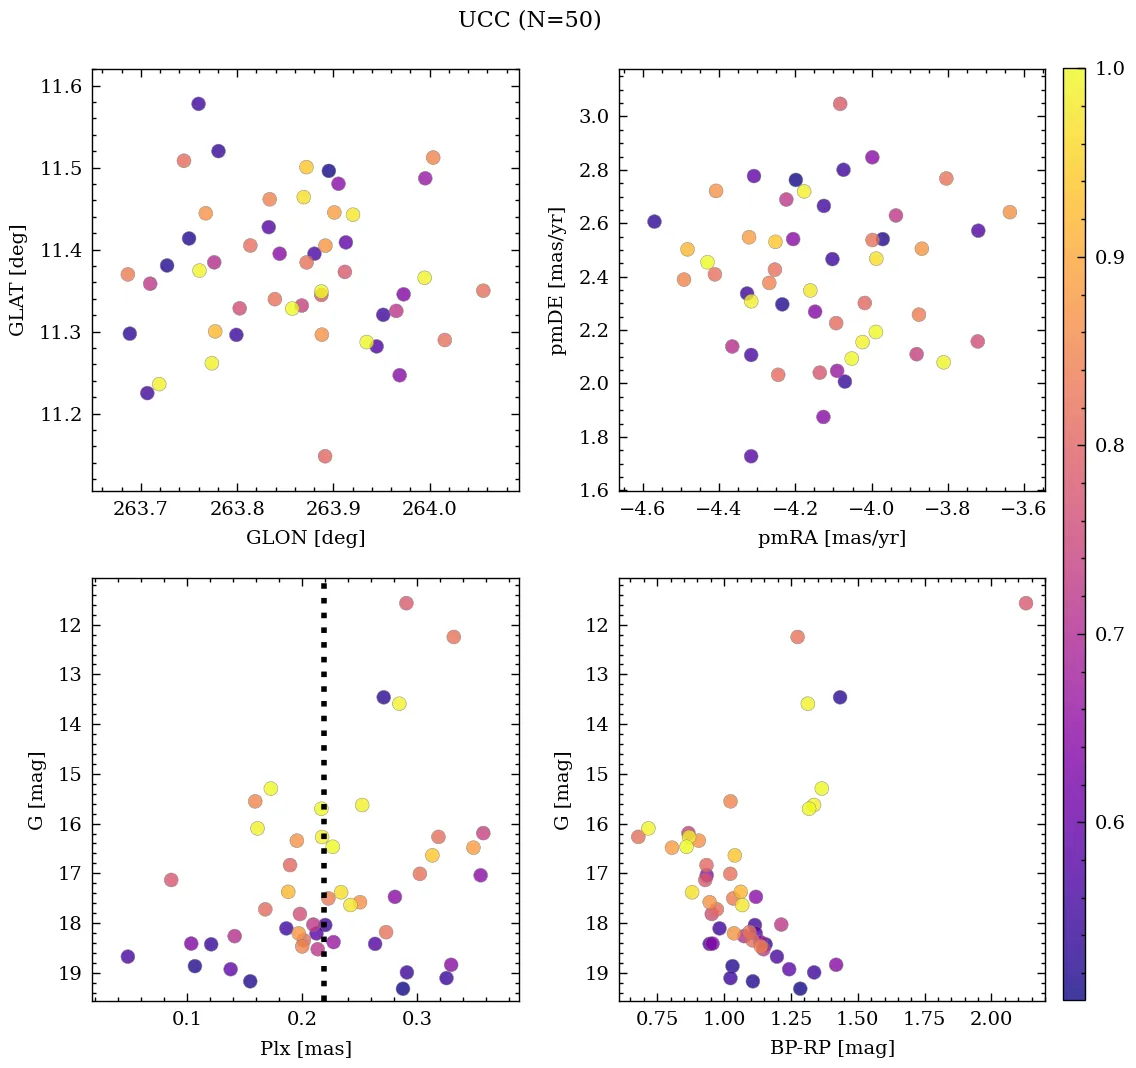 UCC (N=50)
11.6
11.5
11.4
11.3
11.2
GLAT [deg]
263.7 263.8 263.9 264.0
GLON [deg]
3.0
2.8
2.6
2.4
2.2
2.0
1.8
1.6
pmDE [mas/yr]
−4.6 −4.4 −4.2 −4.0 −3.8 −3.6
pmRA [mas/yr]
12
13
14
15
16
17
18
19
G [mag]
0.1 0.2 0.3
Plx [mas]
12
13
14
15
16
17
18
19
G [mag]
0.75 1.00 1.25 1.50 1.75 2.00
BP-RP [mag]
1.0
0.9
0.8
0.7
0.6